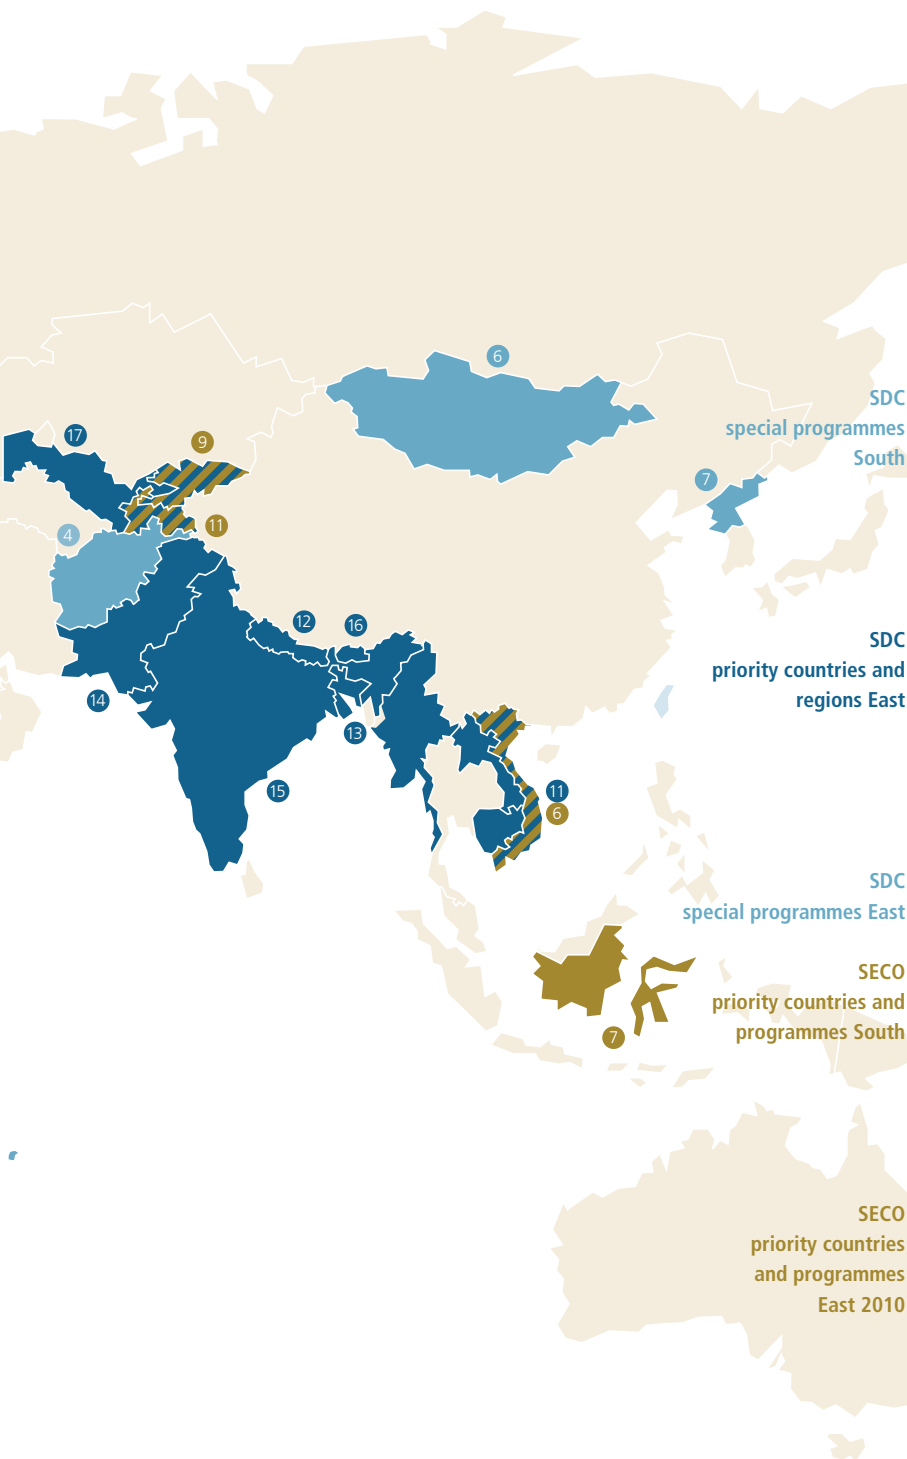 6
SDC
special programmes
South
17
9
7
11
4
12
16
SDC
priority countries and
regions East
14
13
15
11
6
SDC
special programmes East
SECO
priority countries and
programmes South
7
SECO
priority countries
and programmes
East 2010